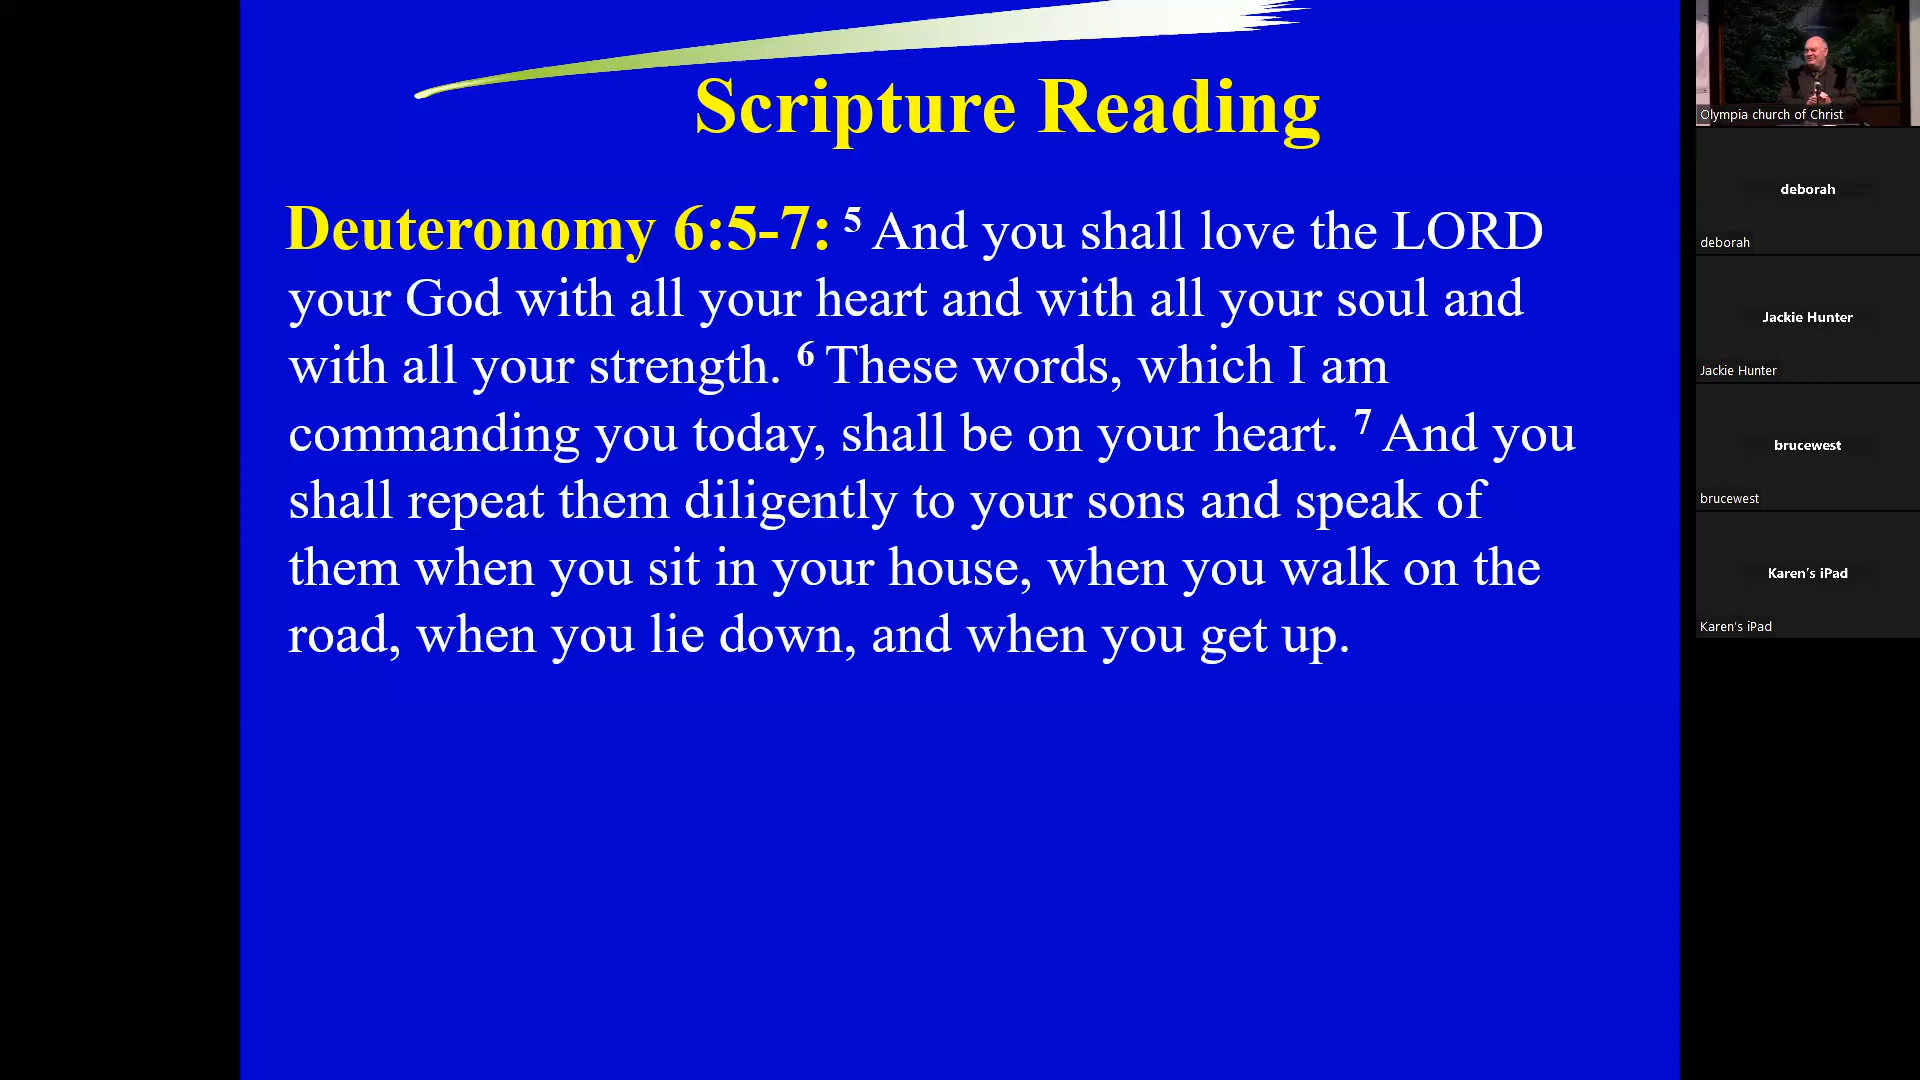 Scripture Reading
Deuteronomy 6:5-7: 5 And you shall love the LORD
your God with all your heart and with all your soul and
with all your strength. 6 These words, which I am
commanding you today, shall be on your heart. 7 And you
shall repeat them diligently to your sons and speak of
them when you sit in your house, when you walk on the
road, when you lie down, and when you get up.
Olympia church of Christ
deborah
deborah
Jackie Hunter
Jackie Hunter
brucewest
brucewest
Karen's iPad
Karen's iPad